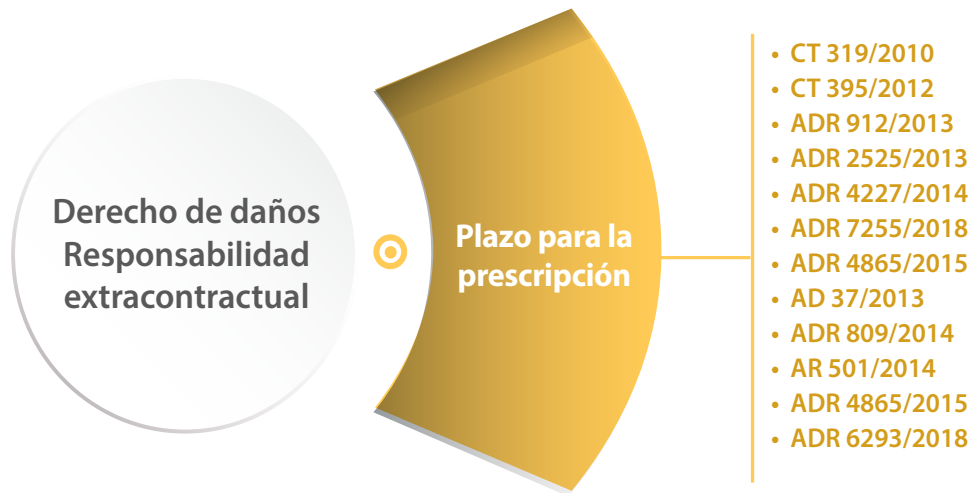 Derecho de daños
Responsabilidad
extracontractual
Plazo para la
prescripción
• CT 319/2010
• CT 395/2012
• ADR 912/2013
• ADR 2525/2013
• ADR 4227/2014
• ADR 7255/2018
• ADR 4865/2015
• AD 37/2013
• ADR 809/2014
• AR 501/2014
• ADR 4865/2015
• ADR 6293/2018